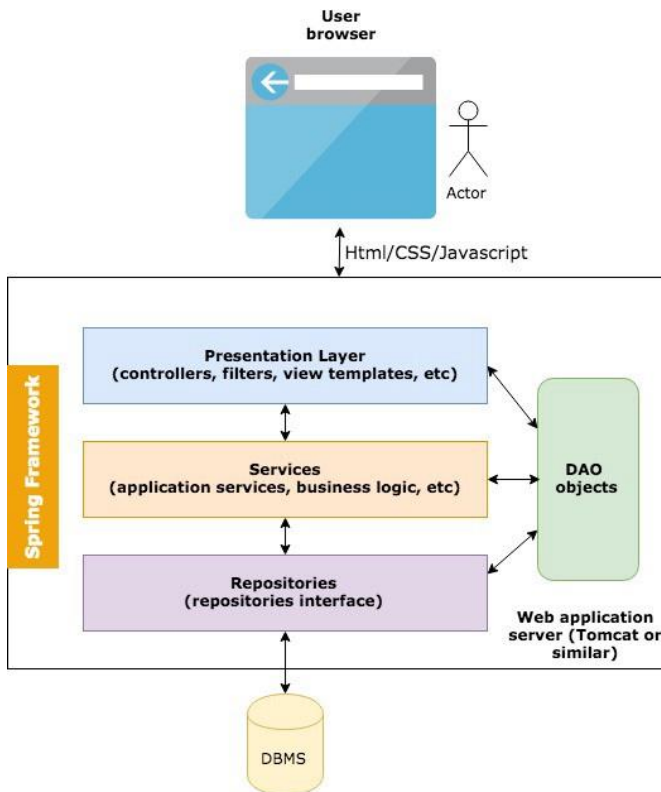 User
browser
Actor
Html/CSS/Javascript
Presentation Layer
(controllers, filters, view templates, etc)
Spring Framework
Services
(application services, business logic, etc)
DAO
objects
Repositories
(repositories interface)
Web application
server (Tomcat or
similar)
DBMS